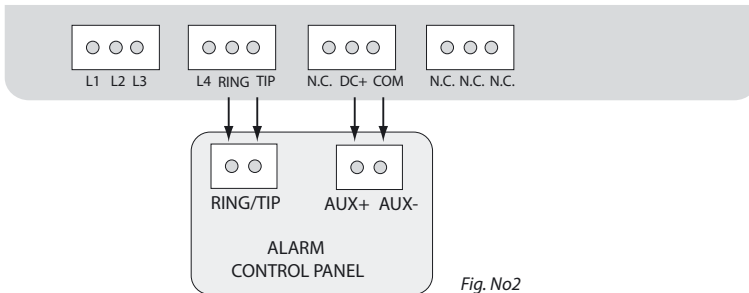 L1 L2 L3 L4 RING TIP N.C. DC+ COM N.C. N.C. N.C.
RING/TIP AUX+ AUX-
ALARM
CONTROL PANEL
Fig. No2